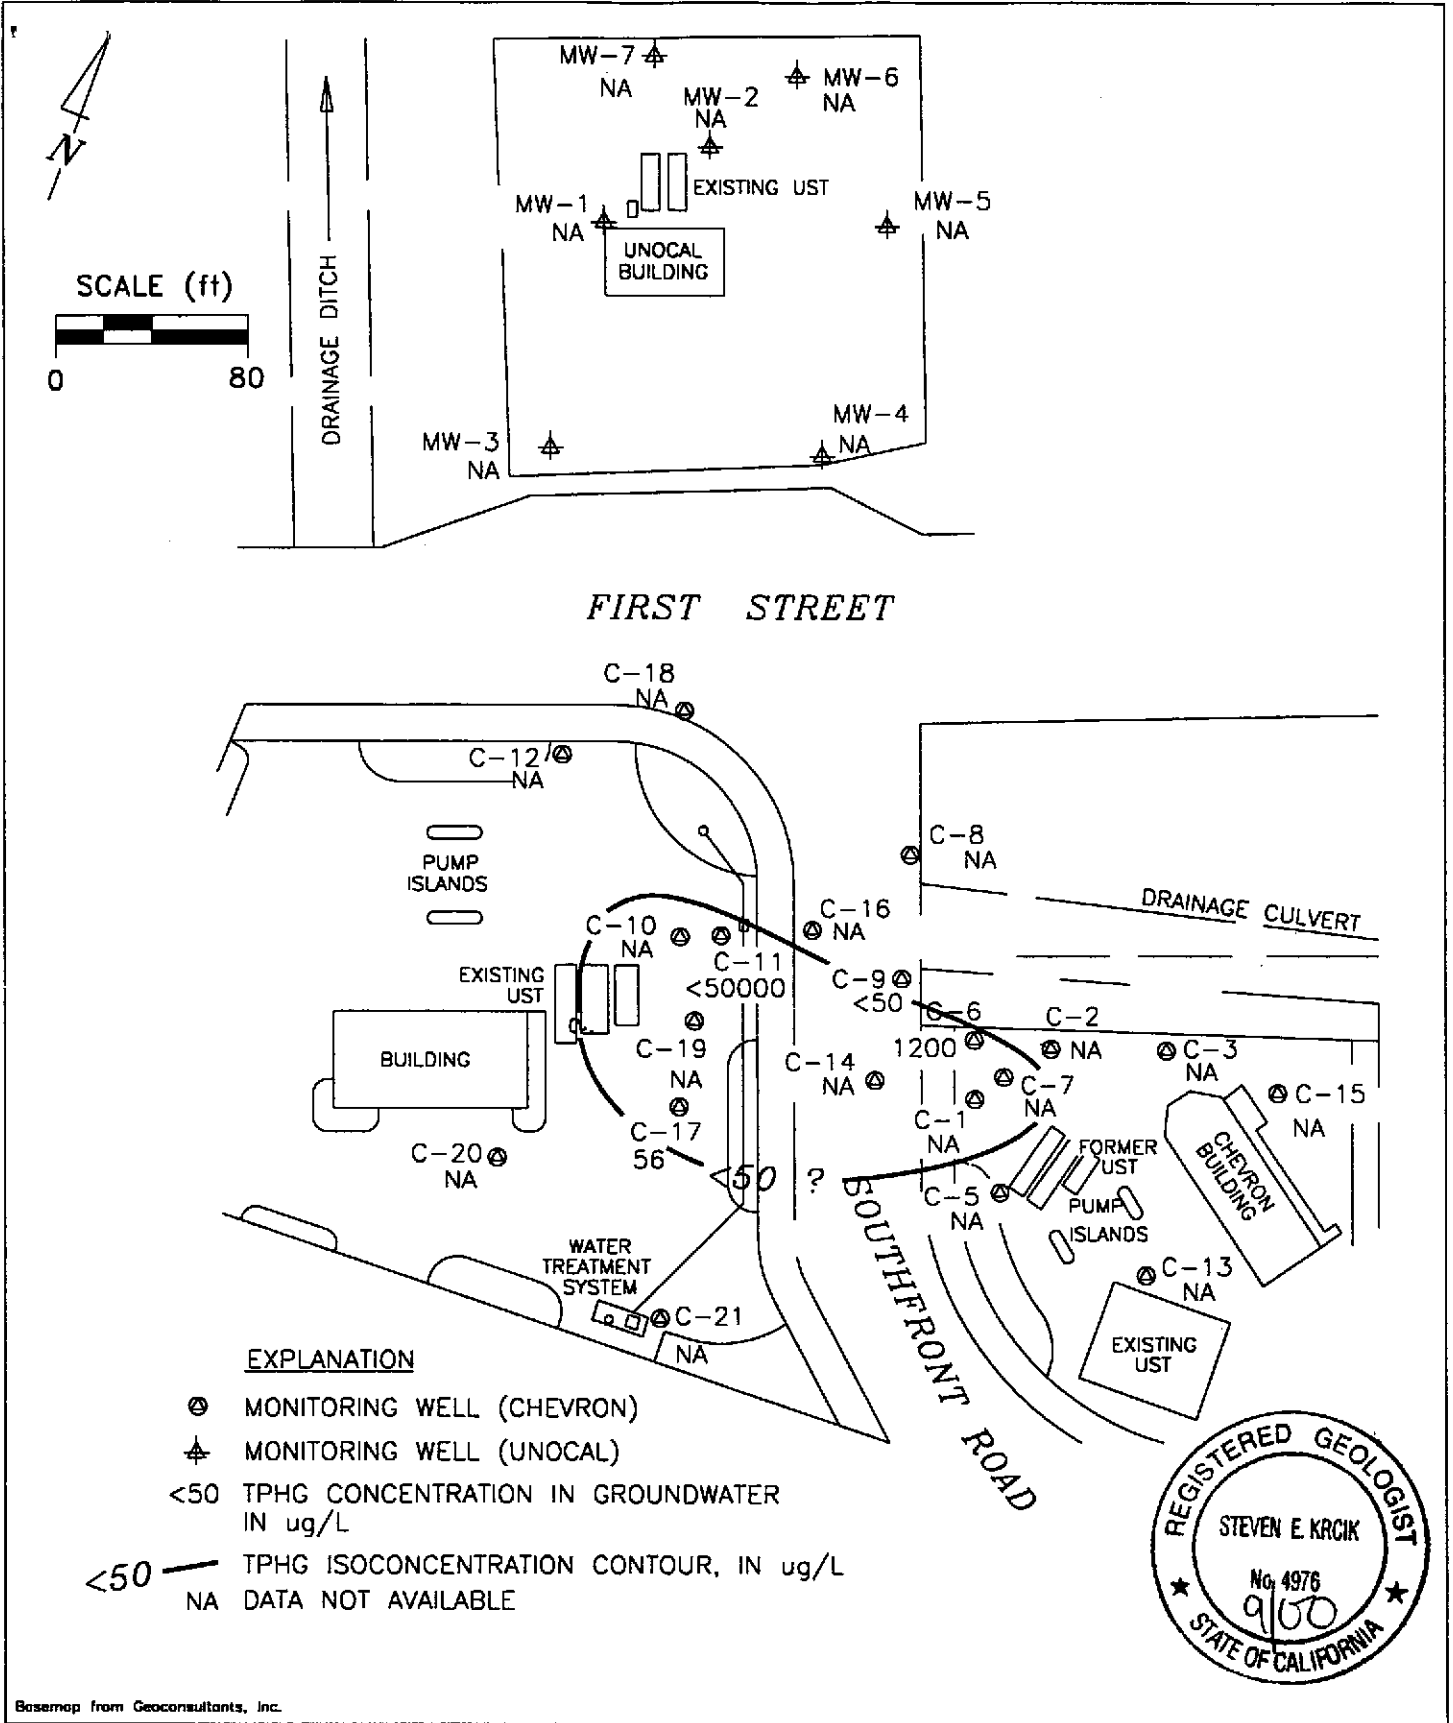 N
MW-7
NA
MW-6
NA
MW-2
NA
EXISTING UST
MW-1
NA
MW-5
NA
UNOCAL
BUILDING
SCALE (ft)
0 80
DRAINAGE DITCH
MW-3
NA
MW-4
NA
FIRST STREET
C-18
NA
C-12
NA
PUMP
ISLANDS
C-8
NA
DRAINAGE CULVERT
C-10
NA
C-16
NA
C-11
<50000
EXISTING
UST
C-9
<50
C-6
1200
C-2
NA
C-3
NA
BUILDING
C-19
NA
C-14
NA
C-7
NA
C-15
NA
C-1
NA
C-17
56
C-20
NA
<50 ?
FORMER
UST
CHEVRON
BUILDING
C-5
NA
PUMP
ISLANDS
SOUTHFRONT ROAD
WATER
TREATMENT
SYSTEM
C-21
NA
C-13
NA
EXISTING
UST
EXPLANATION
MONITORING WELL (CHEVRON)
MONITORING WELL (UNOCAL)
<50 TPHG CONCENTRATION IN GROUNDWATER
IN ug/L
<50 TPHG ISOCONCENTRATION CONTOUR, IN ug/L
NA DATA NOT AVAILABLE
REGISTERED GEOLOGIST
STEVEN E. KRCIK
No. 4976
9/00
STATE OF CALIFORNIA
Basemap from Geoconsultants, Inc.